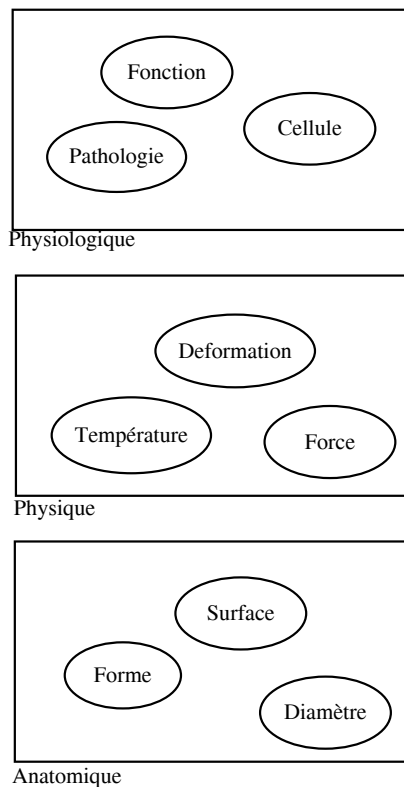 Fonction
Cellule
Pathologie
Physiologique
Deformation
Température
Force
Physique
Surface
Forme
Diamètre
Anatomique